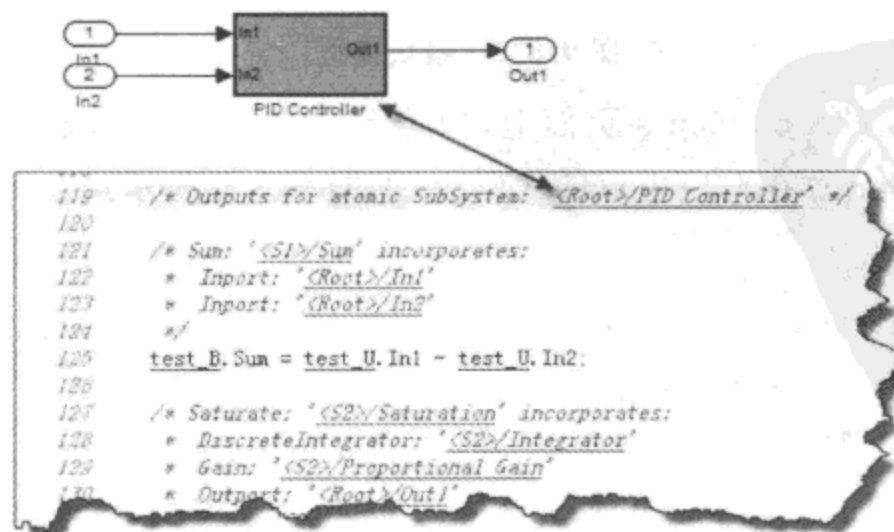 1
In1
2
In2
In1
In2
Out1
PID Controller
1
Out1
119 /* Outputs for atomic SubSystem: '<Root>/PID Controller' */
120
121 /* Sum: '<S1>/Sum' incorporates:
122 * Inport: '<Root>/In1'
123 * Inport: '<Root>/In2'
124 */
125 test_B.Sum = test_U.In1 - test_U.In2;
126
127 /* Saturate: '<S2>/Saturation' incorporates:
128 * DiscreteIntegrator: '<S2>/Integrator'
129 * Gain: '<S2>/Proportional Gain'
130 * Outport: '<Root>/Out1'